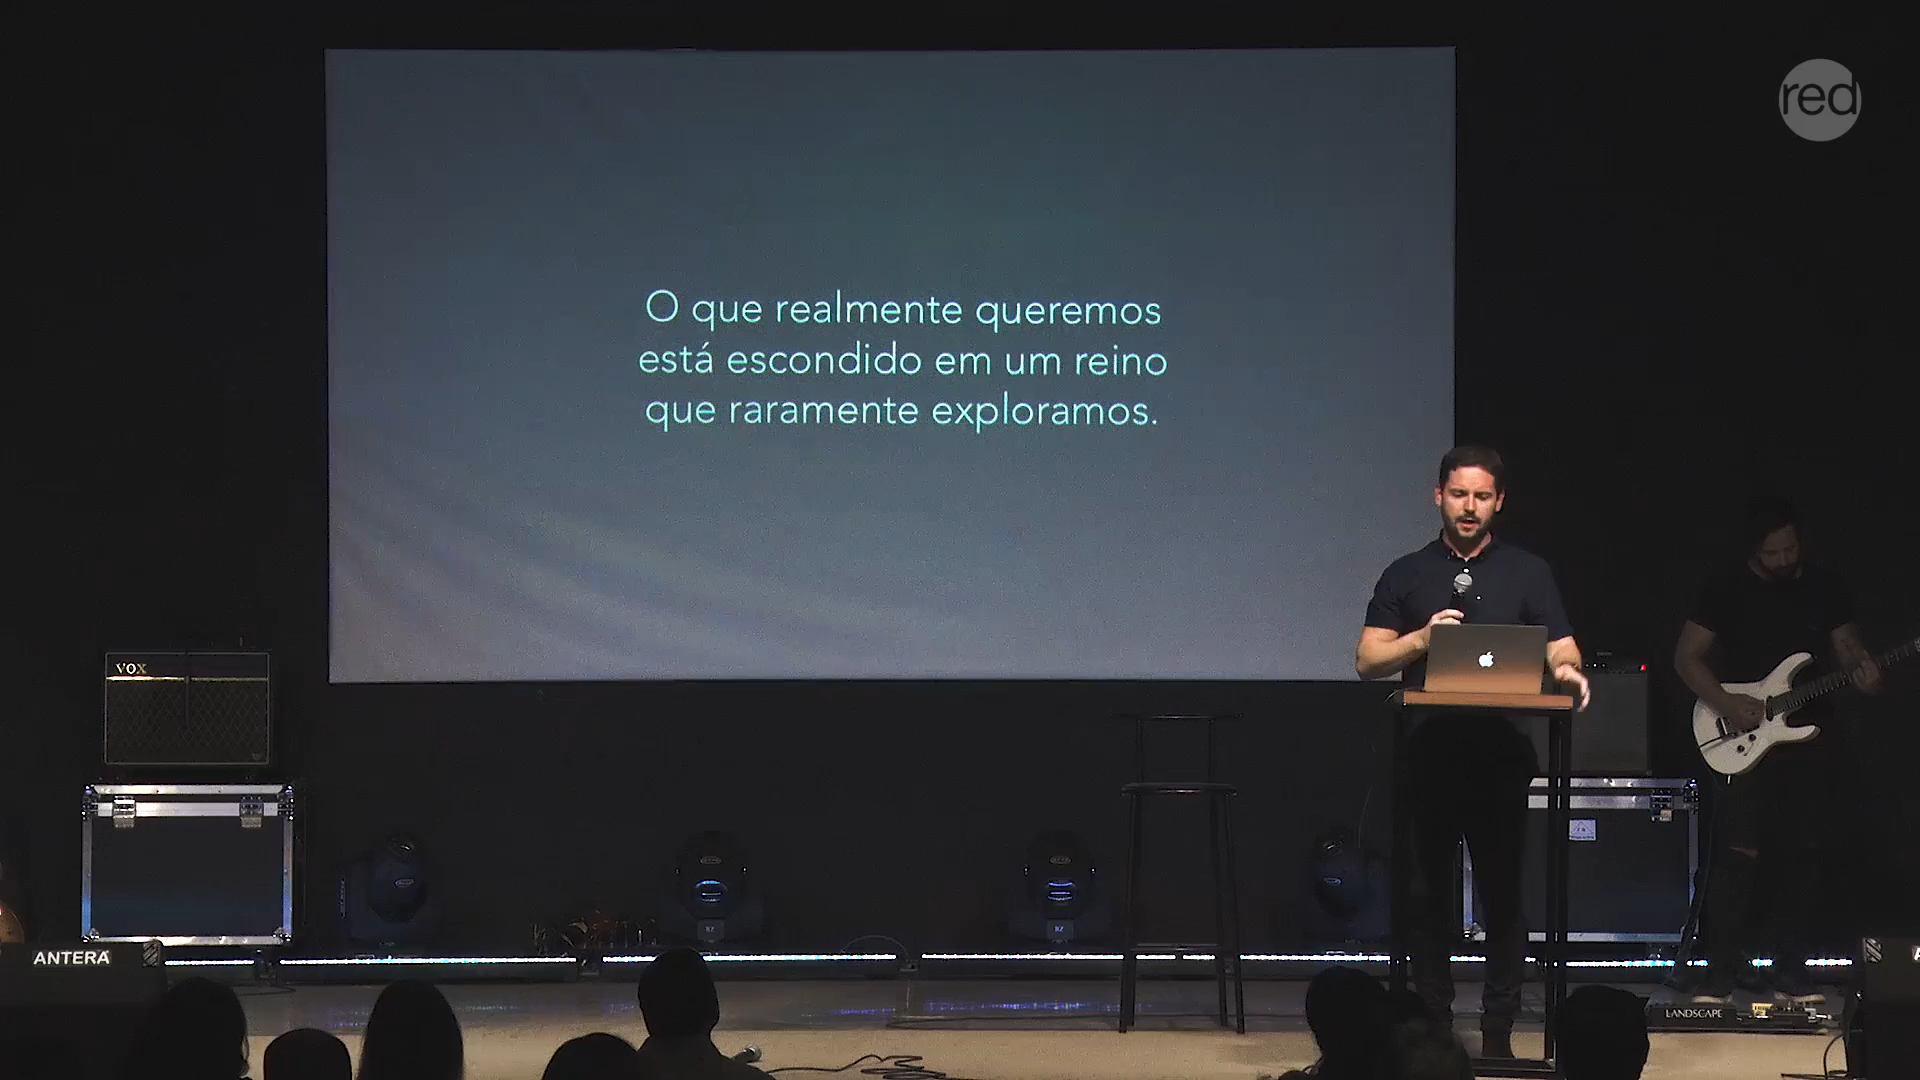 red
O que realmente queremos
está escondido em um reino
que raramente exploramos.
VOX
ANTERA
LANDSCAPE